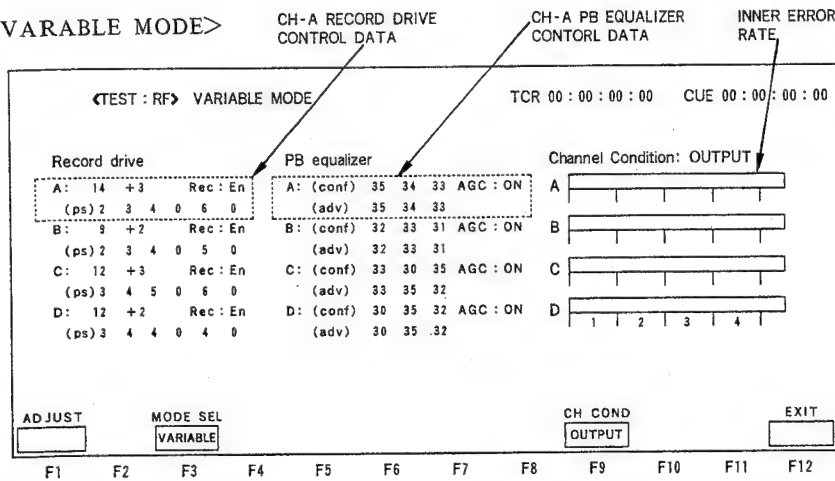 VARABLE MODE>
CH-A RECORD DRIVE
CONTROL DATA
CH-A PB EQUALIZER
CONTORL DATA
INNER ERROR
RATE
<TEST : RF> VARIABLE MODE
TCR 00 : 00 : 00 : 00 CUE 00 : 00 : 00 : 00
Record drive
A: 14 +3 Rec : En
(ps) 2 3 4 0 6 0
B: 9 +2 Rec : En
(ps) 2 3 4 0 5 0
C: 12 +3 Rec : En
(ps) 3 4 5 0 6 0
D: 12 +2 Rec : En
(ps) 3 4 4 0 4 0
PB equalizer
A: (conf) 35 34 33 AGC : ON
(adv) 35 34 33
B: (conf) 32 33 31 AGC : ON
(adv) 32 33 31
C: (conf) 33 30 35 AGC : ON
(adv) 33 35 32
D: (conf) 30 35 32 AGC : ON
(adv) 30 35 .32
Channel Condition: OUTPUT
A
B
C
D
1 2 3 4
ADJUST
MODE SEL
VARIABLE
CH COND
OUTPUT
EXIT
F1 F2 F3 F4 F5 F6 F7 F8 F9 F10 F11 F12